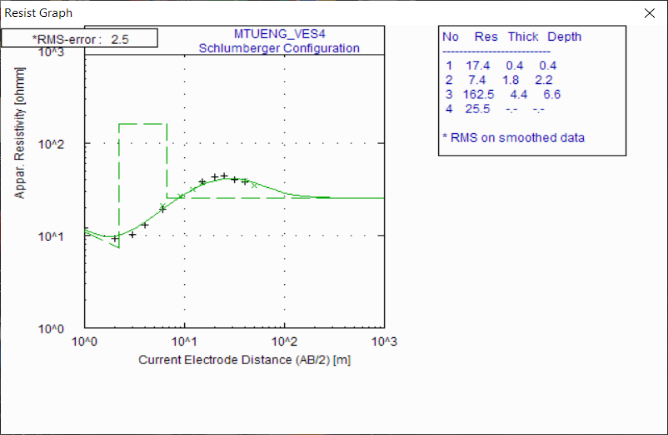 Resist Graph
*RMS-error : 2.5
MTUENG_VES4
Schlumberger Configuration
Appar. Resistivity [ohmm]
10^3
10^2
10^1
10^0
10^0 10^1 10^2 10^3
Current Electrode Distance (AB/2) [m]
No Res Thick Depth
---------------------------
1 17.4 0.4 0.4
2 7.4 1.8 2.2
3 162.5 4.4 6.6
4 25.5 -.- -.-
* RMS on smoothed data